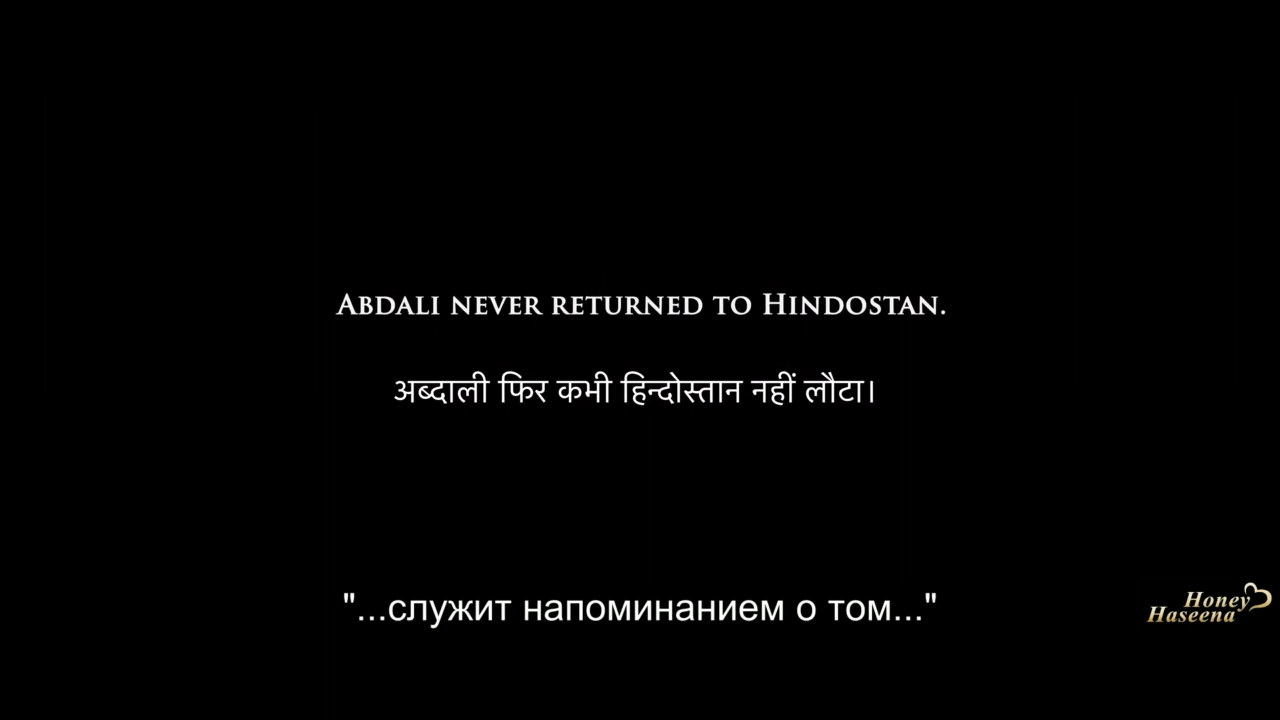 Abdali never returned to Hindostan.
अब्दाली फिर कभी हिन्दोस्तान नहीं लौटा।
"...служит напоминанием о том..."
Honey
Haseena